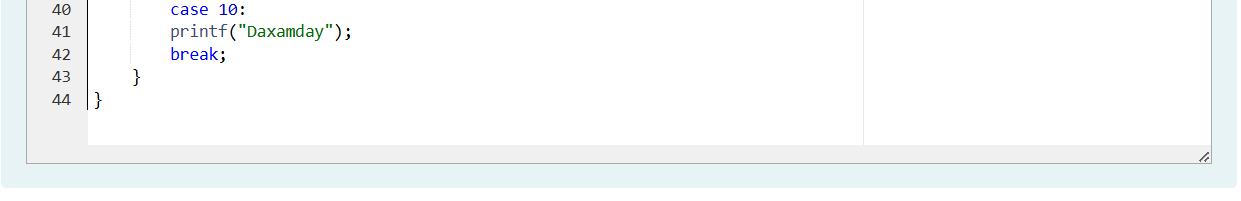 40 case 10:
41 printf("Daxamday");
42 break;
43 }
44 }